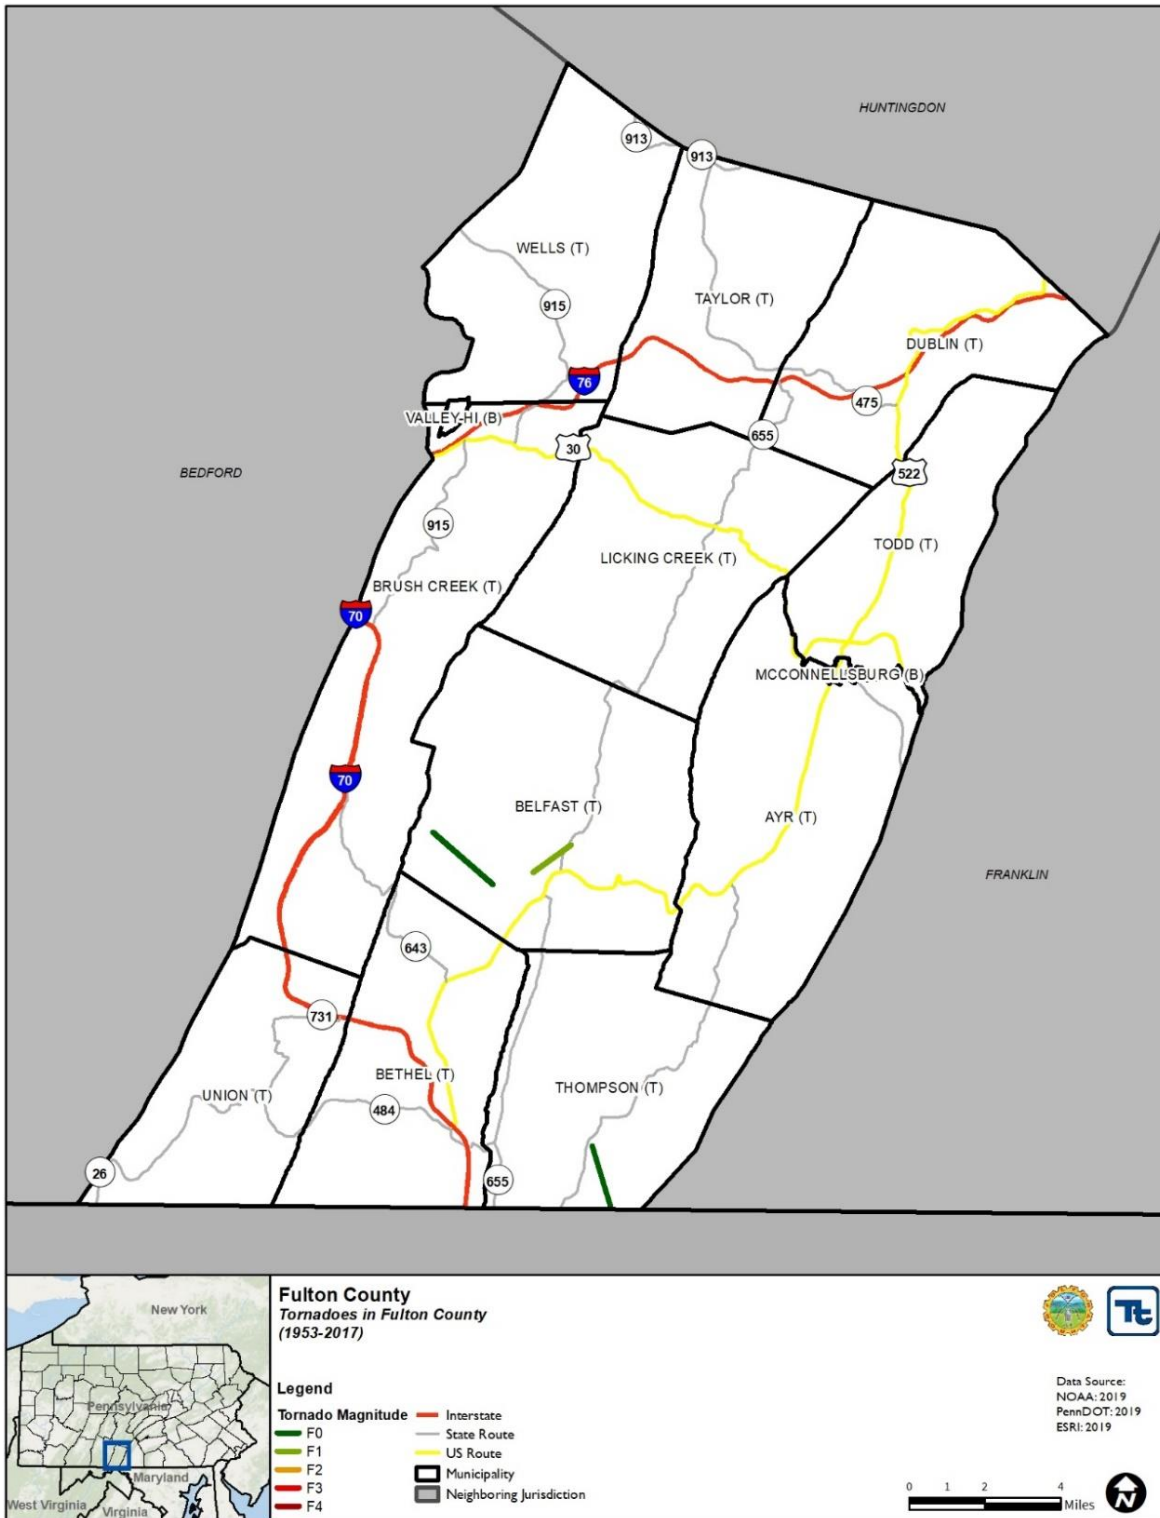 HUNTINGDON
913
913
WELLS (T)
TAYLOR (T)
915
DUBLIN (T)
76
475
VALLEY-HI (B)
655
30
BEDFORD
522
915
TODD (T)
LICKING CREEK (T)
BRUSH CREEK (T)
70
MCCONNELLSBURG (B)
70
BELFAST (T)
AYR (T)
FRANKLIN
643
731
BETHEL (T)
THOMPSON (T)
UNION (T)
484
26
655
New York
Pennsylvania
Maryland
West Virginia
Virginia
Fulton County
Tornadoes in Fulton County
(1953-2017)
Legend
Tornado Magnitude
F0
F1
F2
F3
F4
Interstate
State Route
US Route
Municipality
Neighboring Jurisdiction
Tt
Data Source:
NOAA: 2019
PennDOT: 2019
ESRI: 2019
0 1 2 4
Miles
N